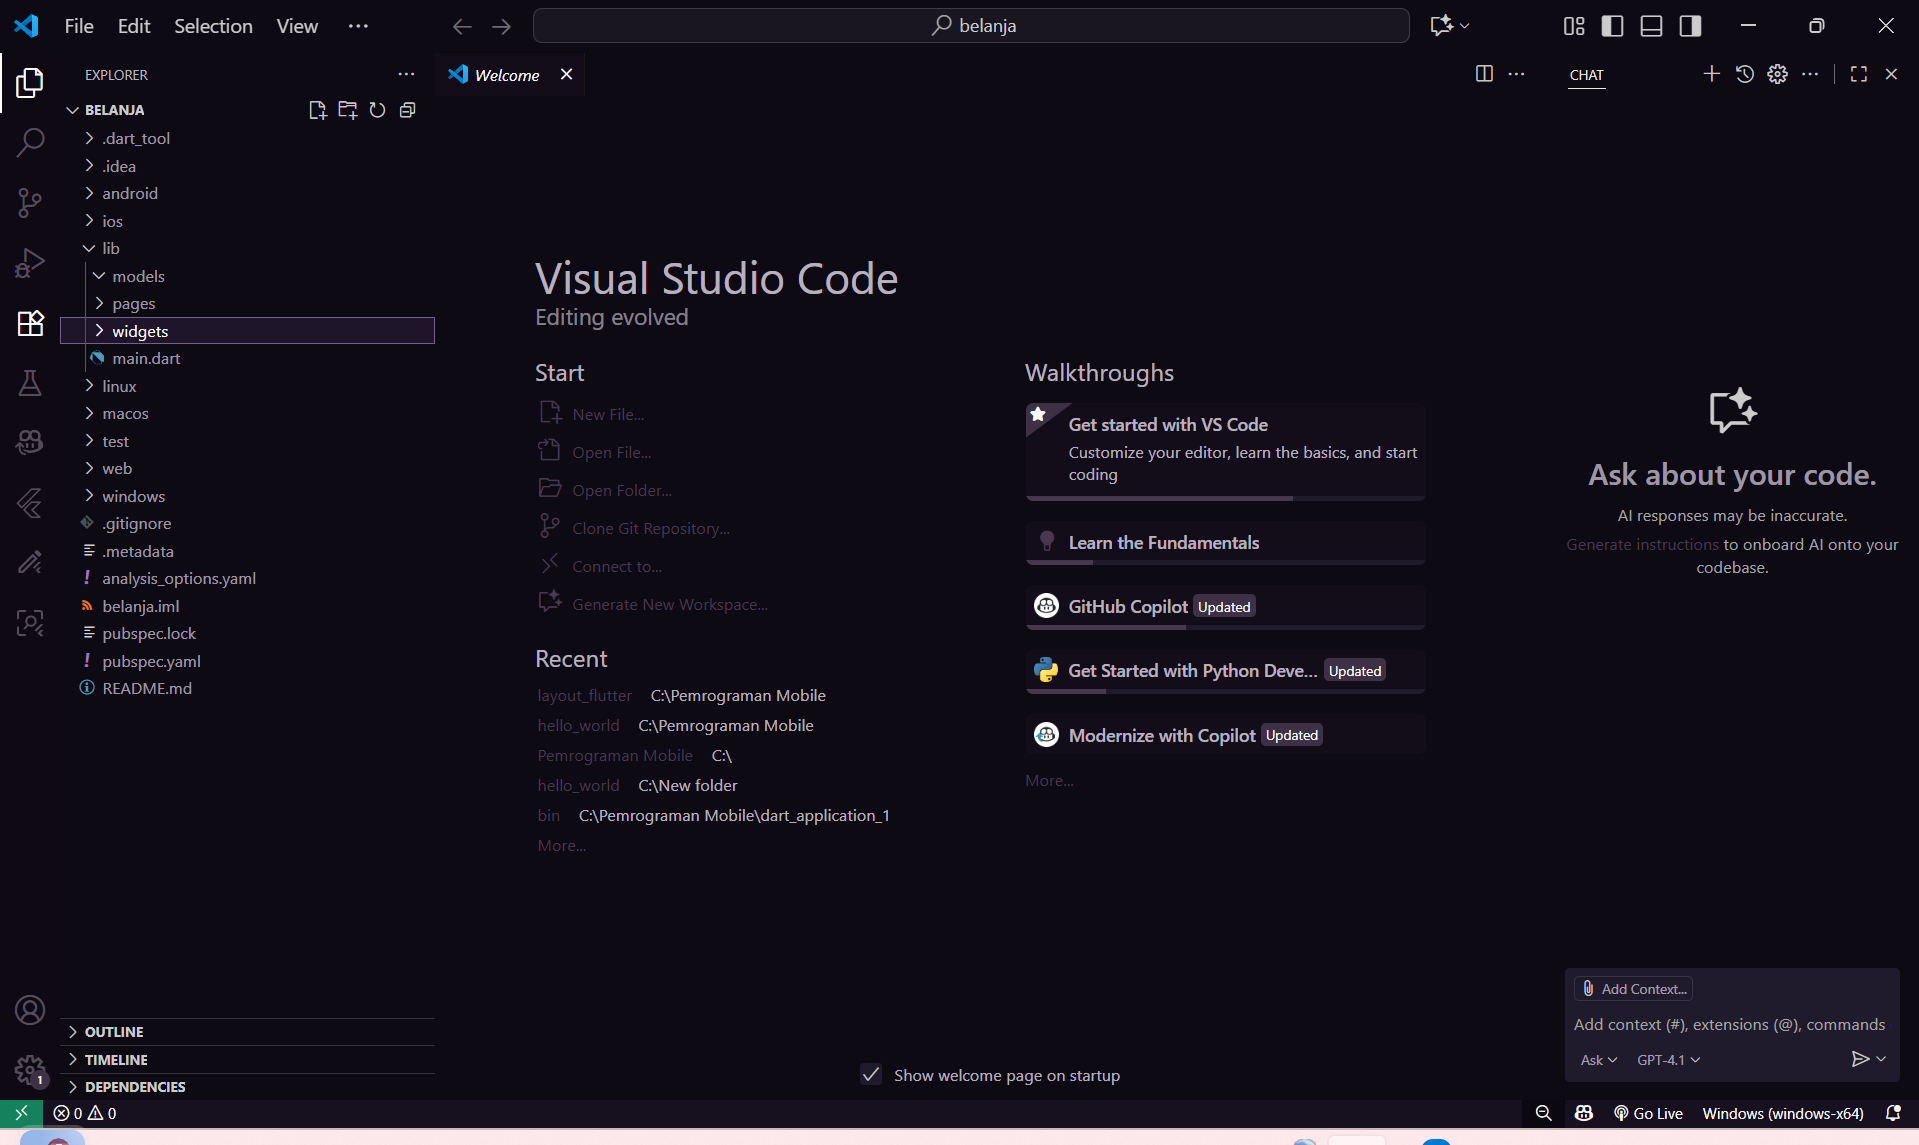 File Edit Selection View
belanja
EXPLORER
Welcome
CHAT
BELANJA
.dart_tool
.idea
android
ios
lib
models
pages
widgets
main.dart
linux
macos
test
web
windows
.gitignore
.metadata
analysis_options.yaml
belanja.iml
pubspec.lock
pubspec.yaml
README.md
OUTLINE
TIMELINE
DEPENDENCIES
Visual Studio Code
Editing evolved
Start
New File...
Open File...
Open Folder...
Clone Git Repository...
Connect to...
Generate New Workspace...
Recent
layout_flutter C:\Pemrograman Mobile
hello_world C:\Pemrograman Mobile
Pemrograman Mobile C:\
hello_world C:\New folder
bin C:\Pemrograman Mobile\dart_application_1
More...
Walkthroughs
Get started with VS Code
Customize your editor, learn the basics, and start
coding
Learn the Fundamentals
GitHub Copilot Updated
Get Started with Python Deve... Updated
Modernize with Copilot Updated
More...
Show welcome page on startup
Ask about your code.
AI responses may be inaccurate.
Generate instructions to onboard AI onto your
codebase.
Add Context...
Add context (#), extensions (@), commands
Ask GPT-4.1
1
0 0
Go Live Windows (windows-x64)